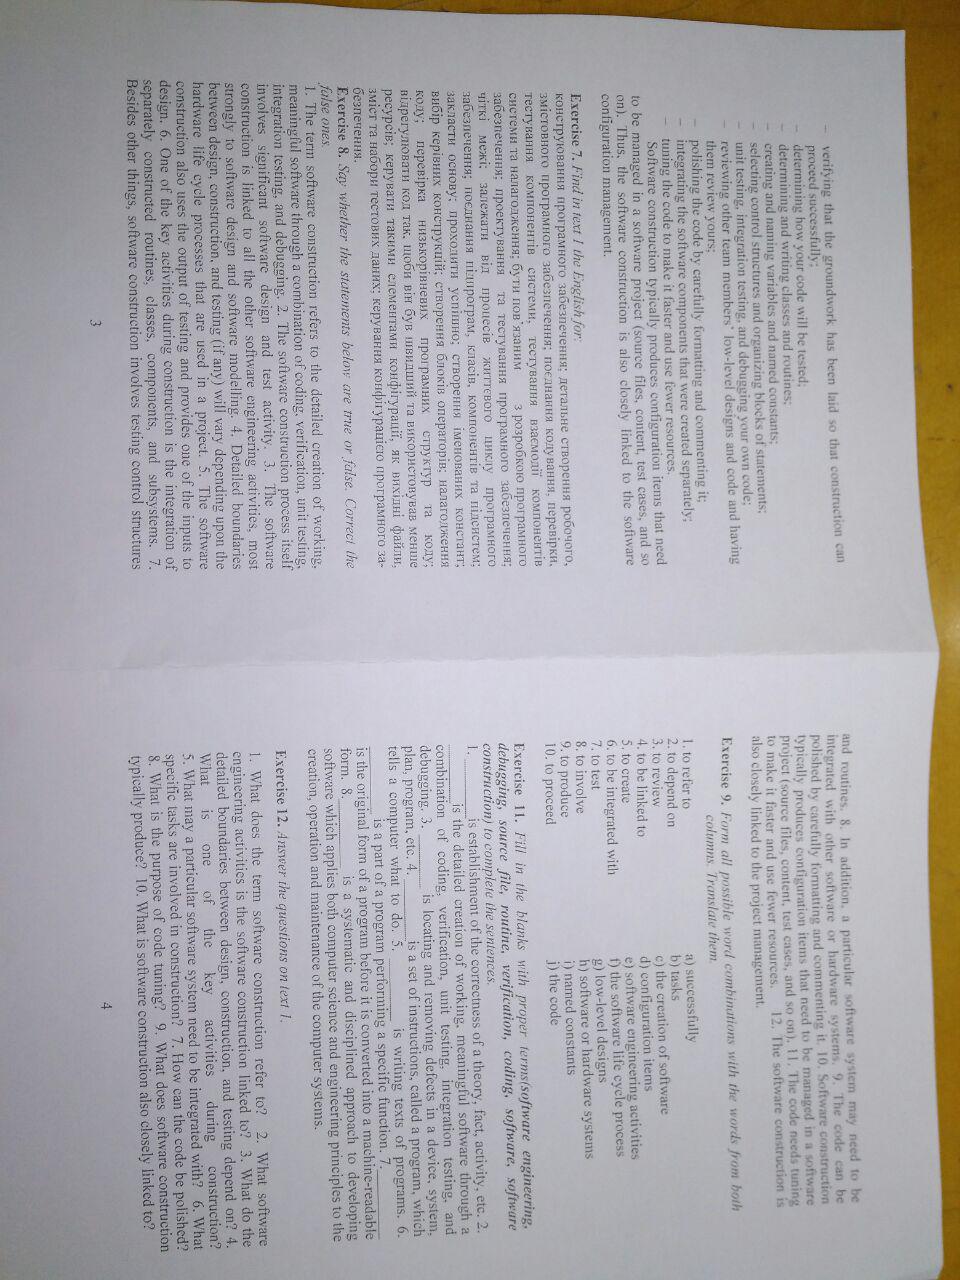 verifying that the groundwork has been laid so that construction can
proceed successfully;
– determining how your code will be tested;
– determining and writing classes and routines;
– creating and naming variables and named constants;
– selecting control structures and organizing blocks of statements;
– unit testing, integration testing, and debugging your own code;
– reviewing other team members' low-level designs and code and having
them review yours;
– polishing the code by carefully formatting and commenting it;
– integrating the software components that were created separately;
– tuning the code to make it faster and use fewer resources.
Software construction typically produces configuration items that need
to be managed in a software project (source files, content, test cases, and so
on). Thus, the software construction is also closely linked to the software
configuration management.
Exercise 7. Find in text 1 the English for:
конструювання програмного забезпечення; детальне створення робочого,
змістовного програмного забезпечення; поєднання кодування, перевірки,
тестування компонентів системи, тестування взаємодії компонентів
системи та налагодження; бути пов'язаним з розробкою програмного
забезпечення; проектування та тестування програмного забезпечення;
чіткі межі; залежати від процесів життєвого циклу програмного
забезпечення; поєднання підпрограм, класів, компонентів та підсистем;
закласти основу; проходити успішно; створення іменованих констант;
вибір керівних конструкцій; створення блоків операторів; налагодження
коду; перевірка низькорівневих програмних структур та коду;
відрегулювати код так, щоби він був швидший та використовував менше
ресурсів; керувати такими елементами конфігурації, як вихідні файли,
зміст та набори тестових даних; керування конфігурацією програмного за-
безпечення.
Exercise 8. Say whether the statements below are true or false. Correct the
false ones.
1. The term software construction refers to the detailed creation of working,
meaningful software through a combination of coding, verification, unit testing,
integration testing, and debugging. 2. The software construction process itself
involves significant software design and test activity. 3. The software
construction is linked to all the other software engineering activities, most
strongly to software design and software modelling. 4. Detailed boundaries
between design, construction, and testing (if any) will vary depending upon the
hardware life cycle processes that are used in a project. 5. The software
construction also uses the output of testing and provides one of the inputs to
design. 6. One of the key activities during construction is the integration of
separately constructed routines, classes, components, and subsystems. 7.
Besides other things, software construction involves testing control structures
3
and routines. 8. In addition, a particular software system may need to be
integrated with other software or hardware systems. 9. The code can be
polished by carefully formatting and commenting it. 10. Software construction
typically produces configuration items that need to be managed in a software
project (source files, content, test cases, and so on). 11. The code needs tuning
to make it faster and use fewer resources. 12. The software construction is
also closely linked to the project management.
Exercise 9. Form all possible word combinations with the words from both
columns. Translate them.
1. to refer to a) successfully
2. to depend on b) tasks
3. to review c) the creation of software
4. to be linked to d) configuration items
5. to create e) software engineering activities
6. to be integrated with f) the software life cycle process
7. to test g) low-level designs
8. to involve h) software or hardware systems
9. to produce i) named constants
10. to proceed j) the code
Exercise 11. Fill in the blanks with proper terms(software engineering,
debugging, source file, routine, verification, coding, software, software
construction) to complete the sentences.
1. ________ is establishment of the correctness of a theory; fact, activity, etc. 2.
________ is the detailed creation of working, meaningful software through a
combination of coding, verification, unit testing, integration testing, and
debugging. 3. ________ is locating and removing defects in a device, system,
plan, program, etc. 4. ________ is a set of instructions, called a program, which
tells a computer what to do. 5. ________ is writing texts of programs. 6.
________ is a part of a program performing a specific function. 7. ________
is the original form of a program before it is converted into a machine-readable
form. 8. ________ is a systematic and disciplined approach to developing
software which applies both computer science and engineering principles to the
creation, operation and maintenance of the computer systems.
Exercise 12. Answer the questions on text 1.
1. What does the term software construction refer to? 2. What software
engineering activities is the software construction linked to? 3. What do the
detailed boundaries between design, construction, and testing depend on? 4.
What is one of the key activities during construction?
5. What may a particular software system need to be integrated with? 6. What
specific tasks are involved in construction? 7. How can the code be polished?
8. What is the purpose of code tuning? 9. What does software construction
typically produce? 10. What is software construction also closely linked to?
4